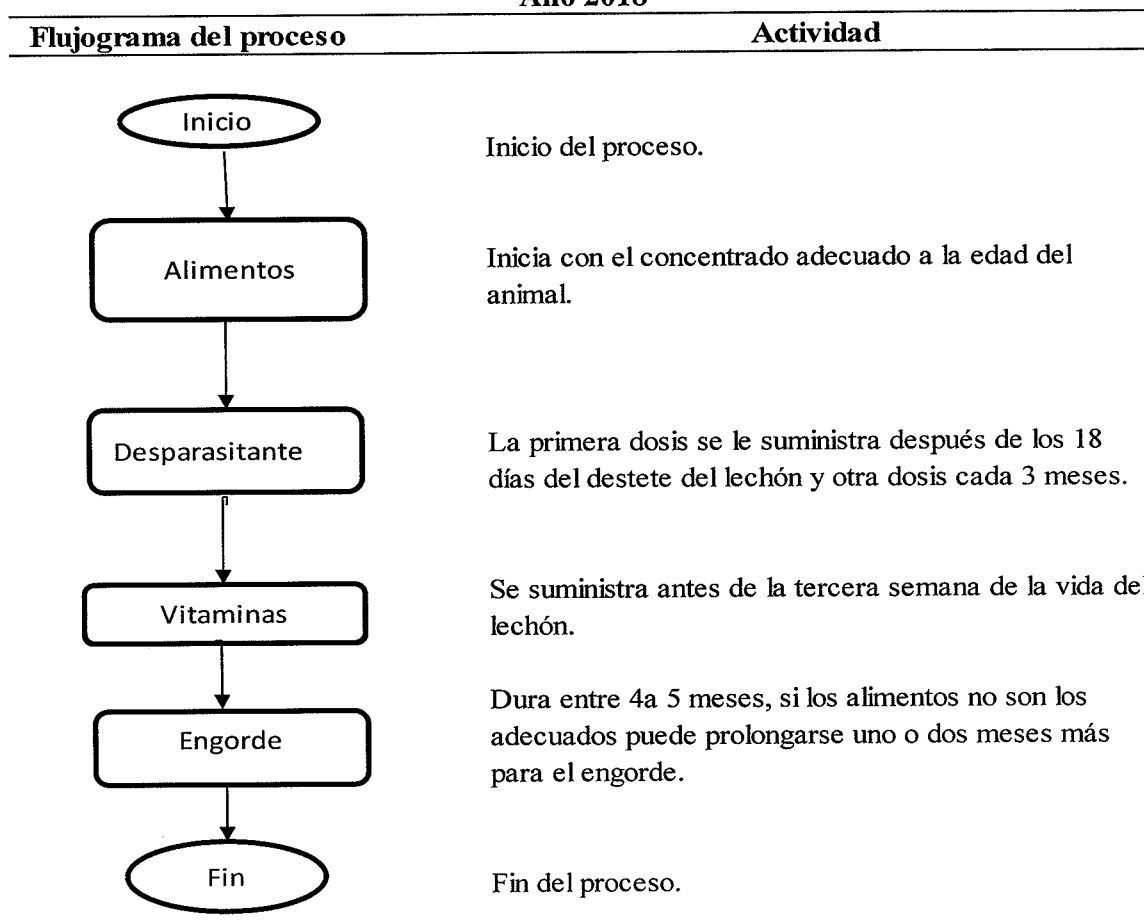 Flujograma del proceso Actividad
Inicio
Inicio del proceso.
Alimentos
Inicia con el concentrado adecuado a la edad del
animal.
Desparasitante
La primera dosis se le suministra después de los 18
días del destete del lechón y otra dosis cada 3 meses.
Vitaminas
Se suministra antes de la tercera semana de la vida del
lechón.
Engorde
Dura entre 4a 5 meses, si los alimentos no son los
adecuados puede prolongarse uno o dos meses más
para el engorde.
Fin
Fin del proceso.